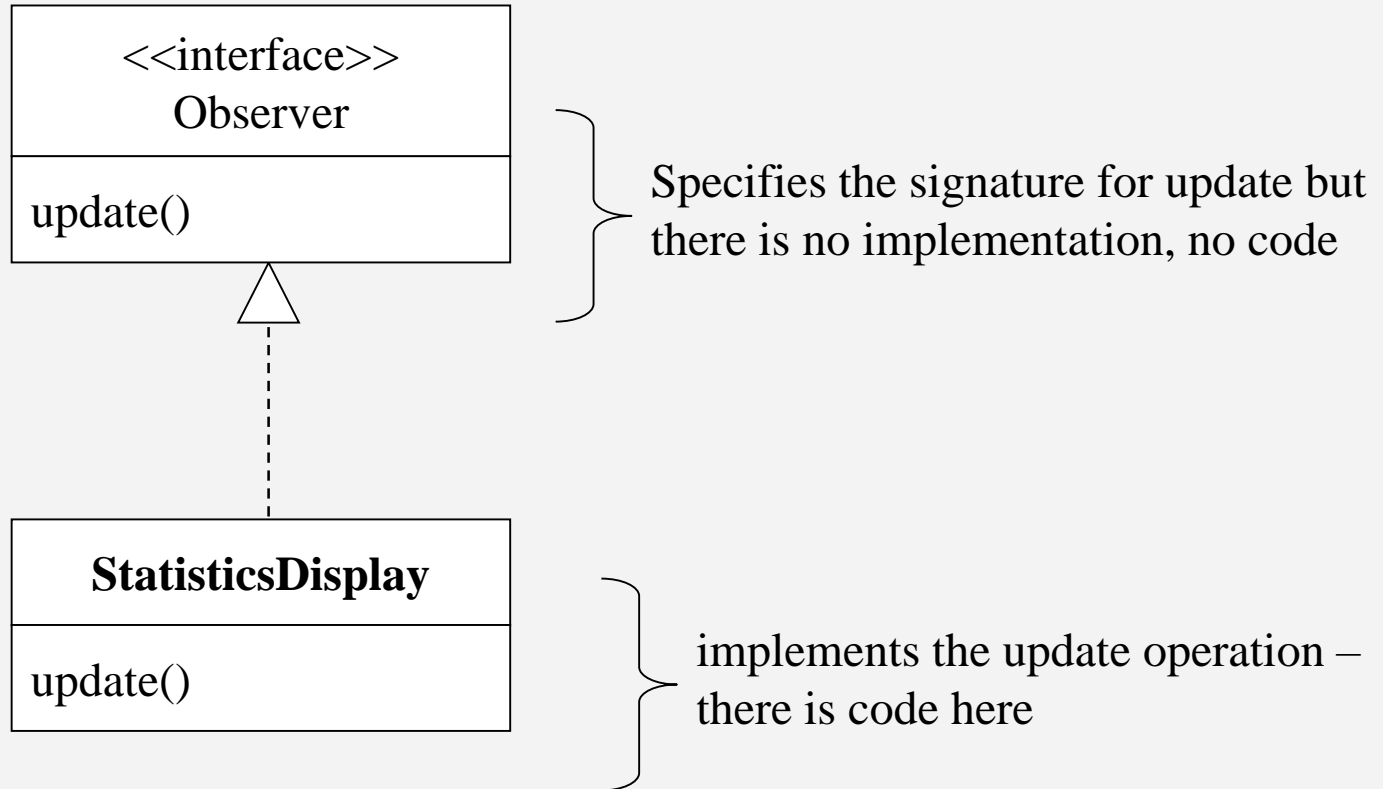 <<interface>>
Observer
update()
Specifies the signature for update but
there is no implementation, no code
StatisticsDisplay
update()
implements the update operation –
there is code here